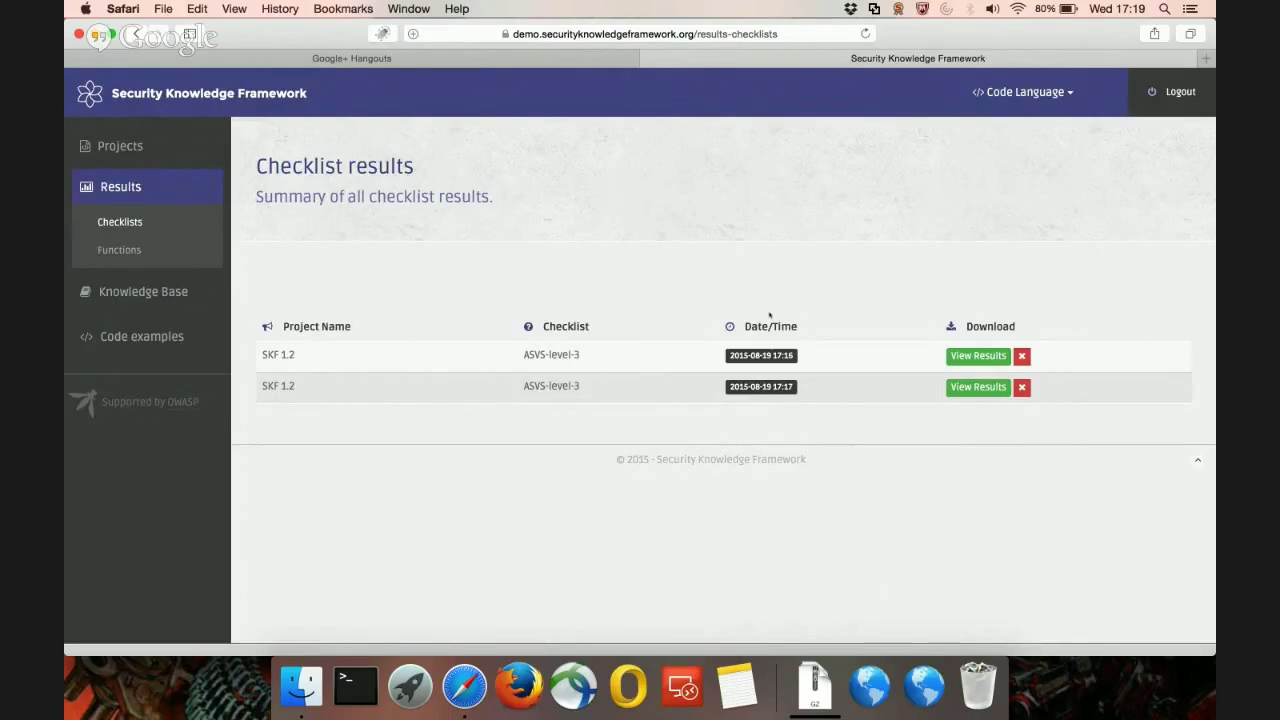 Safari File Edit View History Bookmarks Window Help 80% Wed 17:19
Google
demo.securityknowledgeframework.org/results-checklists
Google+ Hangouts
Security Knowledge Framework
Security Knowledge Framework
</> Code Language
Logout
Projects
Results
Checklists
Functions
Knowledge Base
</> Code examples
Supported by OWASP
Checklist results
Summary of all checklist results.
Project Name Checklist Date/Time Download
SKF 1.2 ASVS-level-3 2015-08-19 17:16 View Results
SKF 1.2 ASVS-level-3 2015-08-19 17:17 View Results
© 2015 - Security Knowledge Framework
GZ